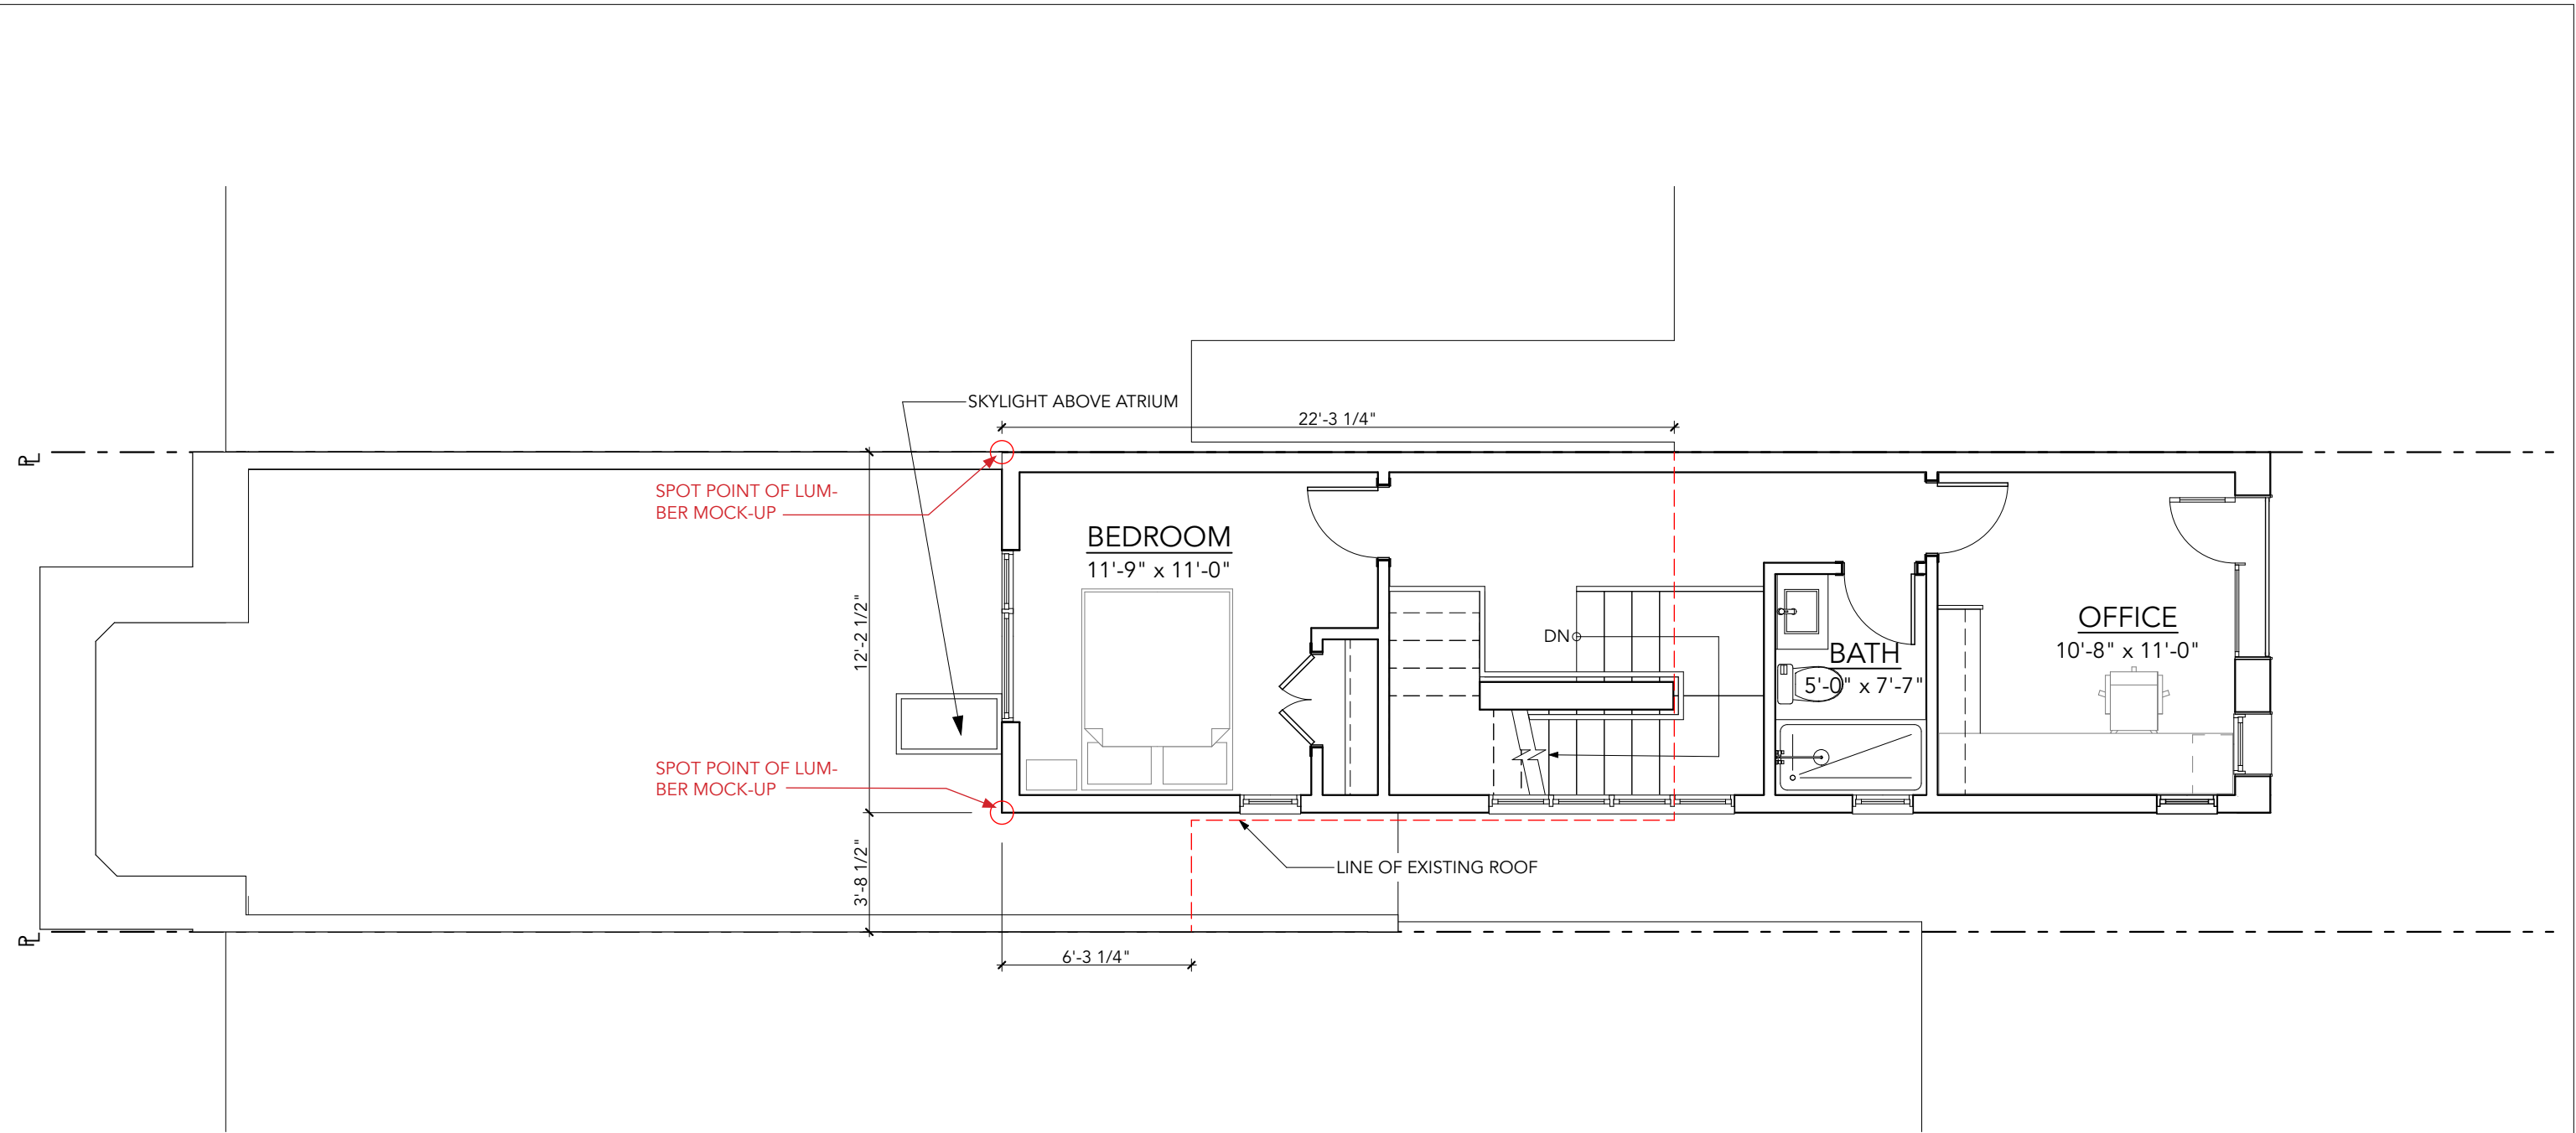 SKYLIGHT ABOVE ATRIUM
22'-3 1/4"
PL
SPOT POINT OF LUM-
BER MOCK-UP
BEDROOM
11'-9" x 11'-0"
12'-2 1/2"
DN
BATH
5'-0" x 7'-7"
OFFICE
10'-8" x 11'-0"
SPOT POINT OF LUM-
BER MOCK-UP
3'-8 1/2"
LINE OF EXISTING ROOF
PL
6'-3 1/4"